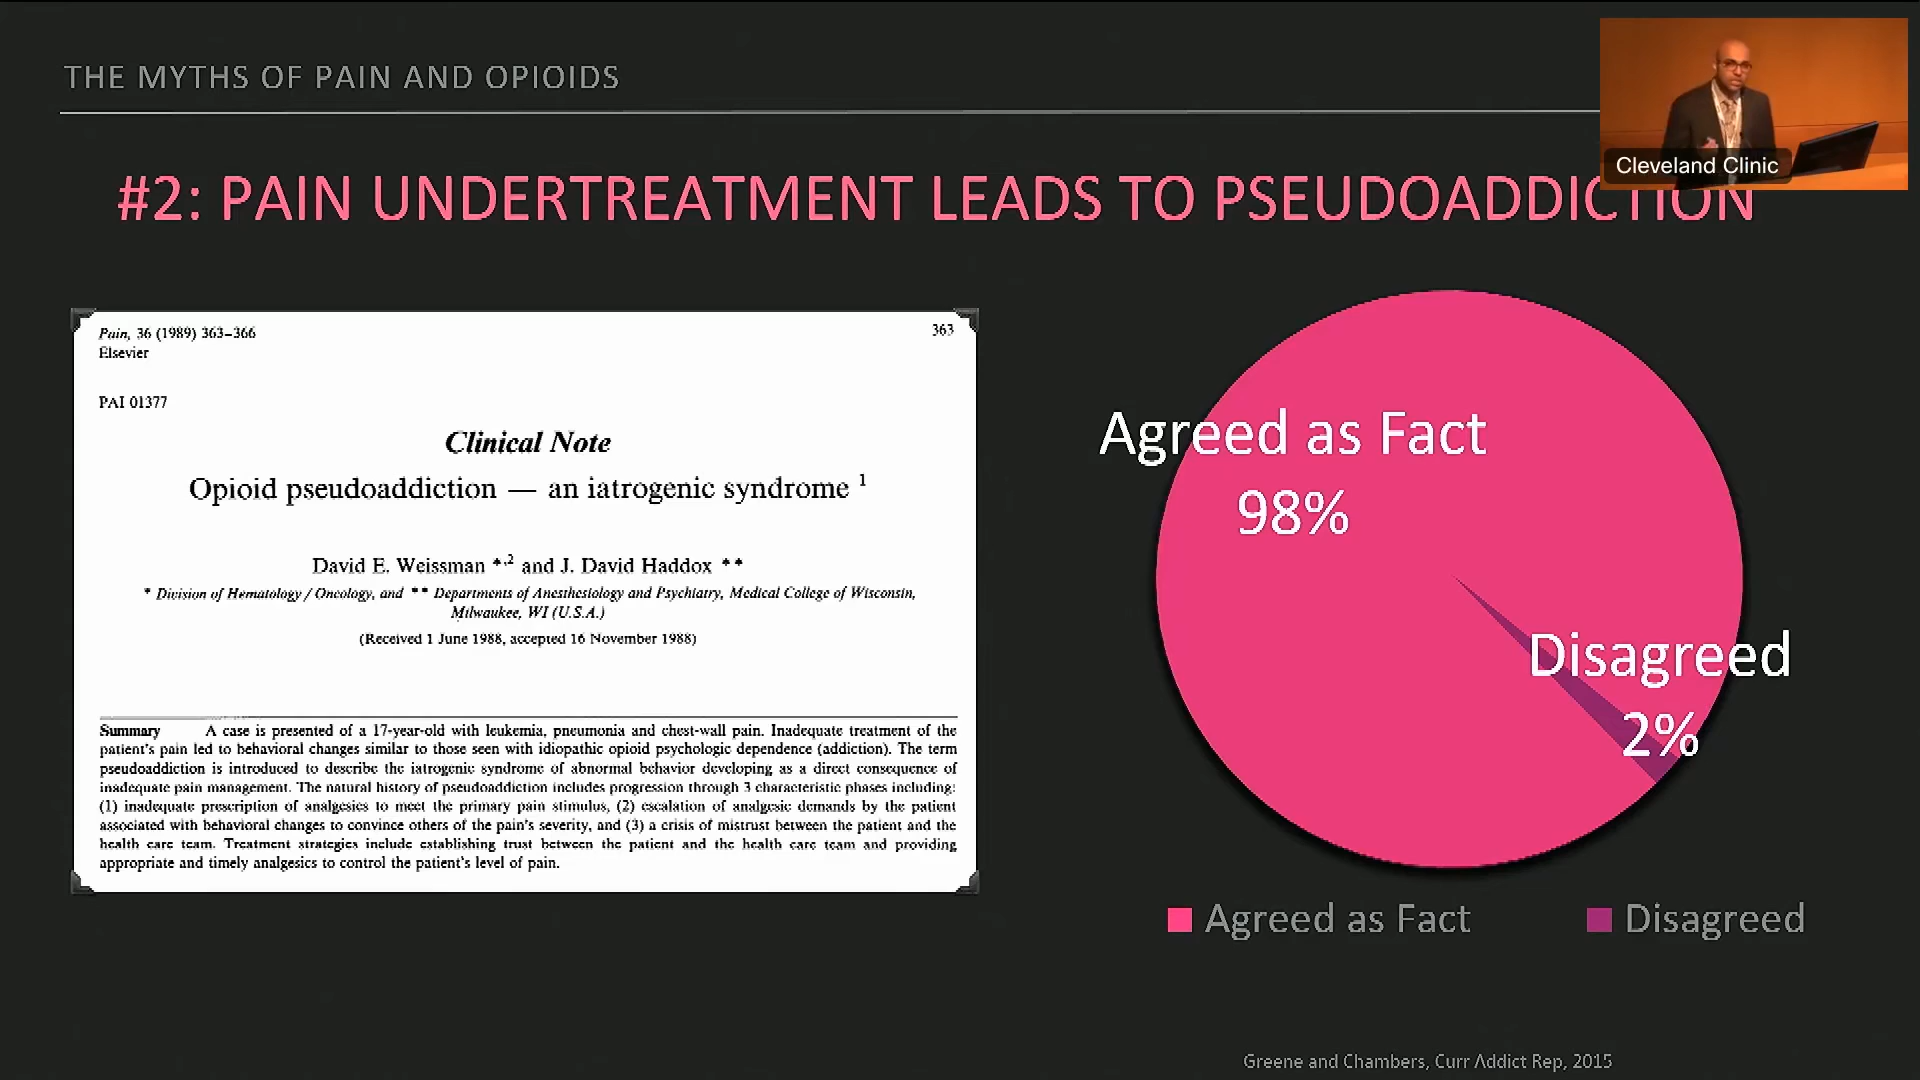 THE MYTHS OF PAIN AND OPIOIDS
Cleveland Clinic
#2: PAIN UNDERTREATMENT LEADS TO PSEUDOADDICTION
Pain, 36 (1989) 363–366
363
Elsevier
PAI 01377
Clinical Note
Opioid pseudoaddiction — an iatrogenic syndrome 1
David E. Weissman *,2 and J. David Haddox **
* Division of Hematology / Oncology, and ** Departments of Anesthesiology and Psychiatry, Medical College of Wisconsin,
Milwaukee, WI (U.S.A.)
(Received 1 June 1988, accepted 16 November 1988)
Summary A case is presented of a 17-year-old with leukemia, pneumonia and chest-wall pain. Inadequate treatment of the
patient's pain led to behavioral changes similar to those seen with idiopathic opioid psychologic dependence (addiction). The term
pseudoaddiction is introduced to describe the iatrogenic syndrome of abnormal behavior developing as a direct consequence of
inadequate pain management. The natural history of pseudoaddiction includes progression through 3 characteristic phases including:
(1) inadequate prescription of analgesics to meet the primary pain stimulus, (2) escalation of analgesic demands by the patient
associated with behavioral changes to convince others of the pain's severity, and (3) a crisis of mistrust between the patient and the
health care team. Treatment strategies include establishing trust between the patient and the health care team and providing
appropriate and timely analgesics to control the patient's level of pain.
Agreed as Fact
98%
Disagreed
2%
Agreed as Fact
Disagreed
Greene and Chambers, Curr Addict Rep, 2015